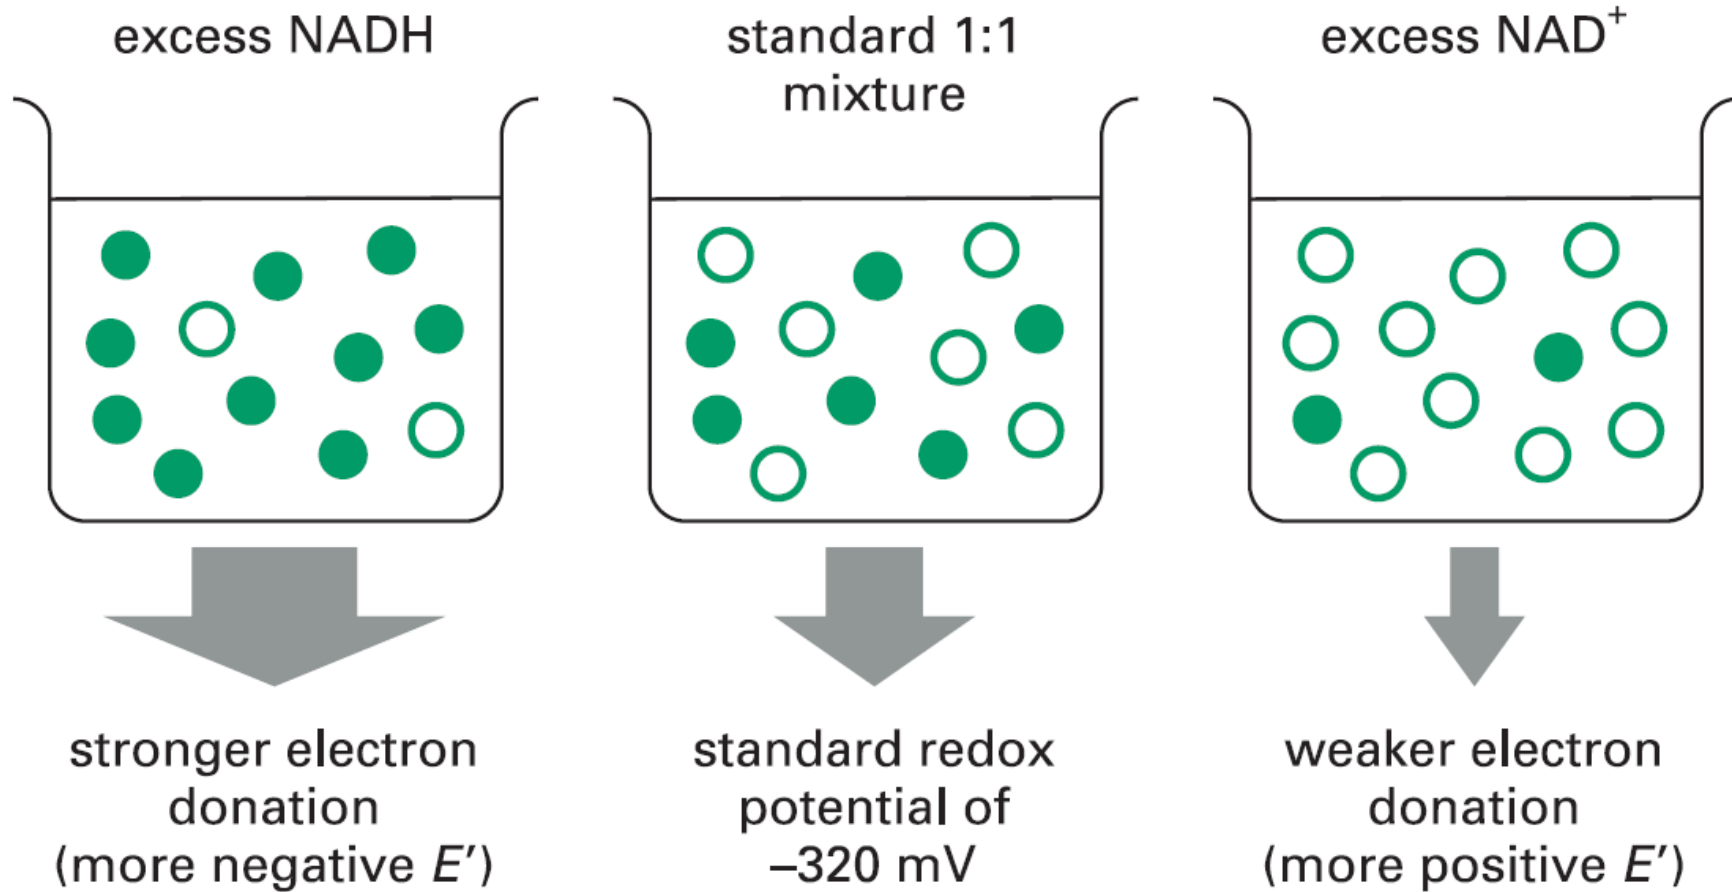 excess NADH
standard 1:1
mixture
excess NAD⁺
stronger electron
donation
(more negative E′)
standard redox
potential of
–320 mV
weaker electron
donation
(more positive E′)